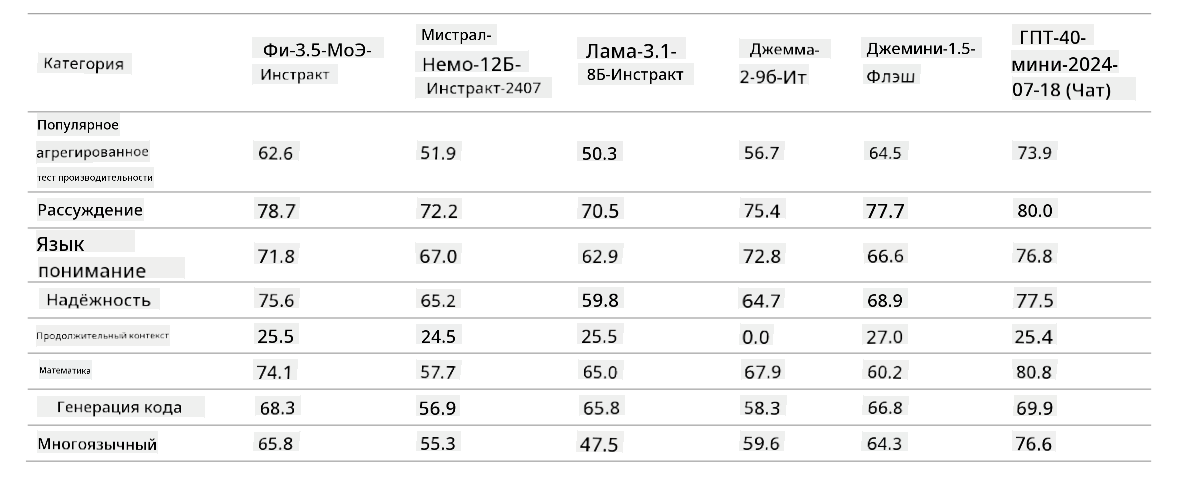 Категория Фи-3.5-МоЭ-Инстракт Мистрал-Немо-12Б-Инстракт-2407 Лама-3.1-8Б-Инстракт Джемма-2-9б-Ит Джемини-1.5-Флэш ГПТ-40-мини-2024-07-18 (Чат)
Популярное агрегированное тест производительности 62.6 51.9 50.3 56.7 64.5 73.9
Рассуждение 78.7 72.2 70.5 75.4 77.7 80.0
Язык понимание 71.8 67.0 62.9 72.8 66.6 76.8
Надёжность 75.6 65.2 59.8 64.7 68.9 77.5
Продолжительный контекст 25.5 24.5 25.5 0.0 27.0 25.4
Математика 74.1 57.7 65.0 67.9 60.2 80.8
Генерация кода 68.3 56.9 65.8 58.3 66.8 69.9
Многоязычный 65.8 55.3 47.5 59.6 64.3 76.6